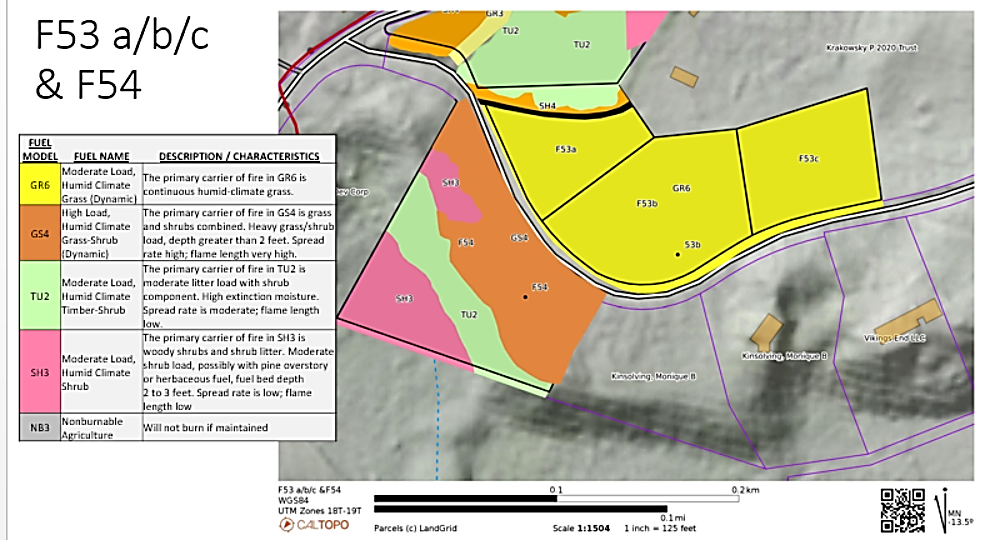 F53 a/b/c
& F54
FUEL
MODEL FUEL NAME DESCRIPTION / CHARACTERISTICS
GR6
Moderate Load,
Humid Climate
Grass (Dynamic)
The primary carrier of fire in GR6 is
continuous humid-climate grass.
GS4
High Load,
Humid Climate
Grass-Shrub
(Dynamic)
The primary carrier of fire in GS4 is grass
and shrubs combined. Heavy grass/shrub
load, depth greater than 2 feet. Spread
rate high; flame length very high.
TU2
Moderate Load,
Humid Climate
Timber-Shrub
The primary carrier of fire in TU2 is
moderate litter load with shrub
component. High extinction moisture.
Spread rate is moderate; flame length
low.
SH3
Moderate Load,
Humid Climate
Shrub
The primary carrier of fire in SH3 is
woody shrubs and shrub litter. Moderate
shrub load, possibly with pine overstory
or herbaceous fuel, fuel bed depth
2 to 3 feet. Spread rate is low; flame
length low
NB3
Nonburnable
Agriculture
Will not burn if maintained
GR3
TU2
TU2
Krakowsky P 2020 Trust
SH4
F53a
F53c
GR6
F53b
53b
Corp
SH3
F54
GS4
F54
SH3
TU2
Kinsolving, Monique B
Kinsolving, Monique B
Vikings End LLC
F53 a/b/c &F54
WGS84
UTM Zones 18T-19T
CALTOPO
0.1
0.2km
0.1mi
Parcels (c) LandGrid
Scale 1:1504 1 inch = 125 feet
MN
-13.5°